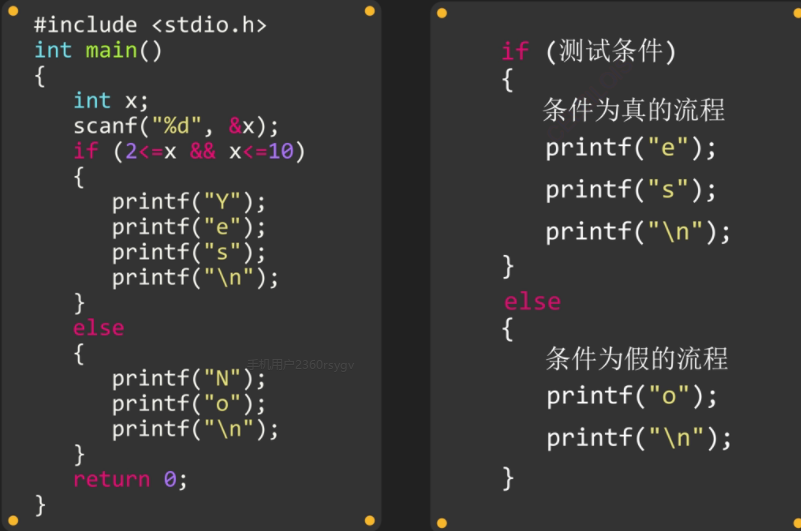 #include <stdio.h>
int main()
{
int x;
scanf("%d", &x);
if (2<=x && x<=10)
{
printf("Y");
printf("e");
printf("s");
printf("\n");
}
else
{
printf("N");
printf("o");
printf("\n");
}
return 0;
}
手机用户2360rsygv
if (测试条件)
{
条件为真的流程
printf("e");
printf("s");
printf("\n");
}
else
{
条件为假的流程
printf("o");
printf("\n");
}